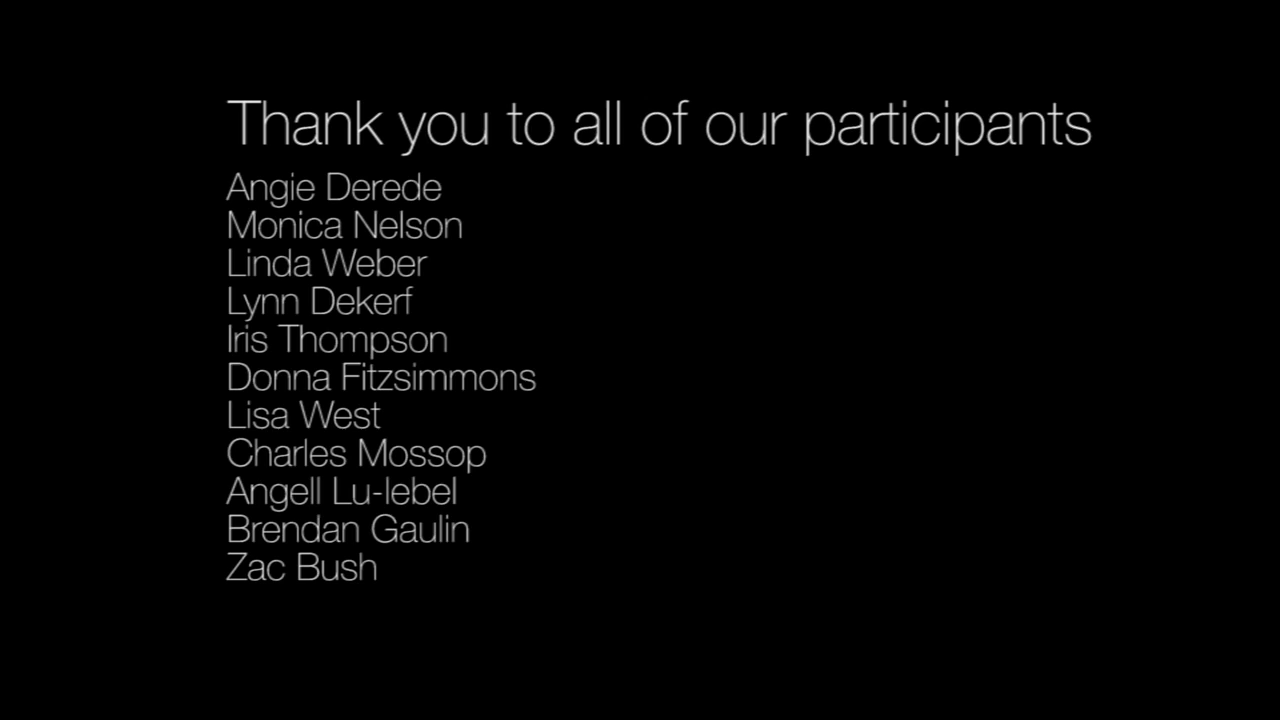 Thank you to all of our participants
Angie Derede
Monica Nelson
Linda Weber
Lynn Dekerf
Iris Thompson
Donna Fitzsimmons
Lisa West
Charles Mossop
Angell Lu-lebel
Brendan Gaulin
Zac Bush